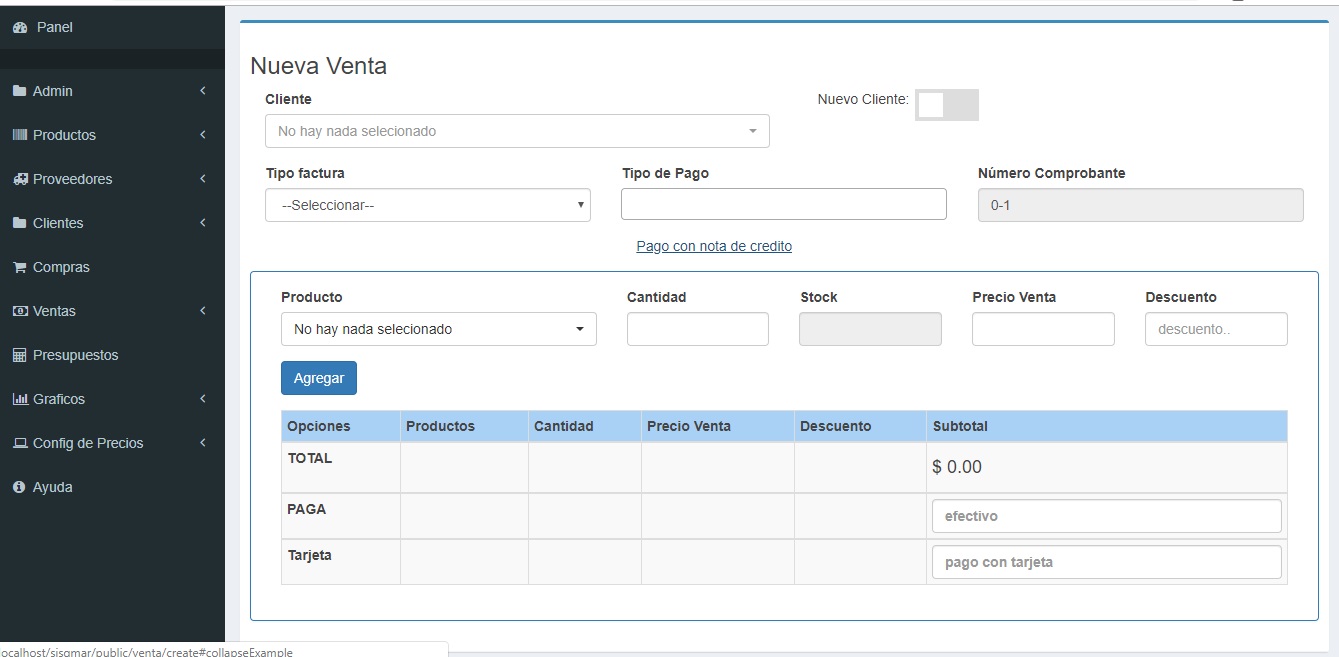 Panel
Admin
Productos
Proveedores
Clientes
Compras
Ventas
Presupuestos
Graficos
Config de Precios
Ayuda
Nueva Venta
Cliente
Nuevo Cliente:
No hay nada selecionado
Tipo factura
Tipo de Pago
Número Comprobante
--Seleccionar--
0-1
Pago con nota de credito
Producto
Cantidad
Stock
Precio Venta
Descuento
No hay nada selecionado
descuento..
Agregar
Opciones
Productos
Cantidad
Precio Venta
Descuento
Subtotal
TOTAL
$ 0.00
PAGA
efectivo
Tarjeta
pago con tarjeta
localhost/sisgmar/public/venta/create#collapseExample